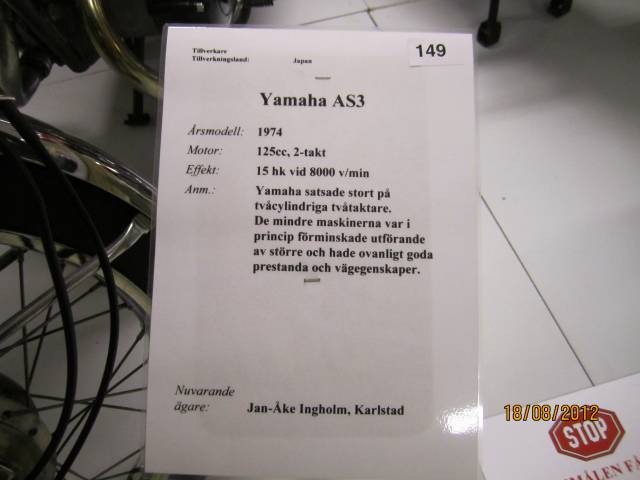 149
Tillverkare
Tillverkningsland: Japan
Yamaha AS3
Årsmodell: 1974
Motor: 125cc, 2-takt
Effekt: 15 hk vid 8000 v/min
Anm.: Yamaha satsade stort på
tvåcylindriga tvåtaktare.
De mindre maskinerna var i
princip förminskade utförande
av större och hade ovanligt goda
prestanda och vägegenskaper.
Nuvarande
ägare: Jan-Åke Ingholm, Karlstad
18/08/2012
STOP